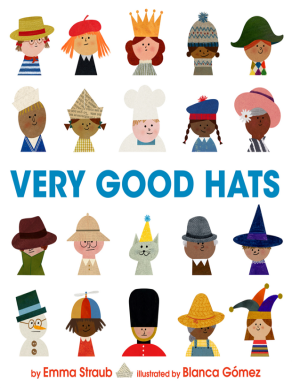 VERY GOOD HATS
by Emma Straub illustrated by Blanca Gómez